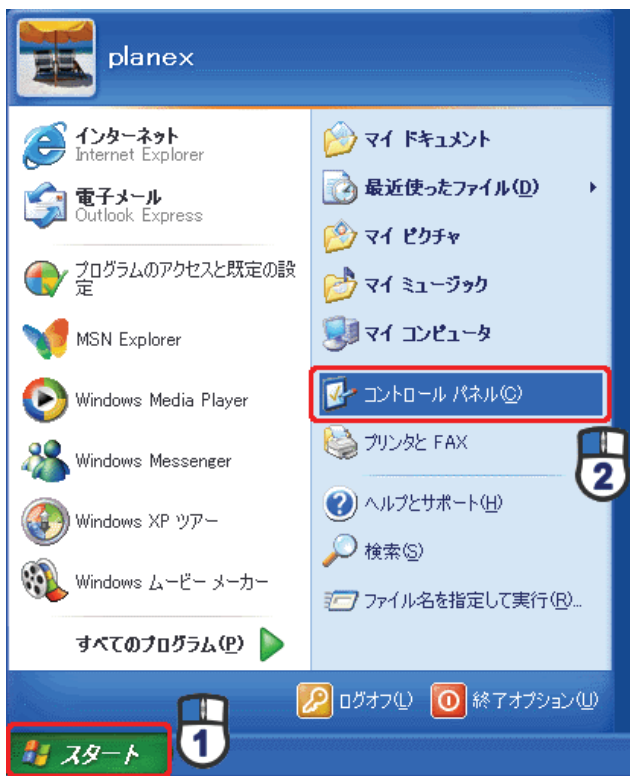 planex
インターネット
Internet Explorer
電子メール
Outlook Express
プログラムのアクセスと既定の設
定
MSN Explorer
Windows Media Player
Windows Messenger
Windows XP ツアー
Windows ムービー メーカー
すべてのプログラム(P)
マイ ドキュメント
最近使ったファイル(D)
マイ ピクチャ
マイ ミュージック
マイ コンピュータ
コントロール パネル(C)
プリンタと FAX
2
ヘルプとサポート(H)
検索(S)
ファイル名を指定して実行(R)...
ログオフ(L)
終了オプション(U)
スタート
1